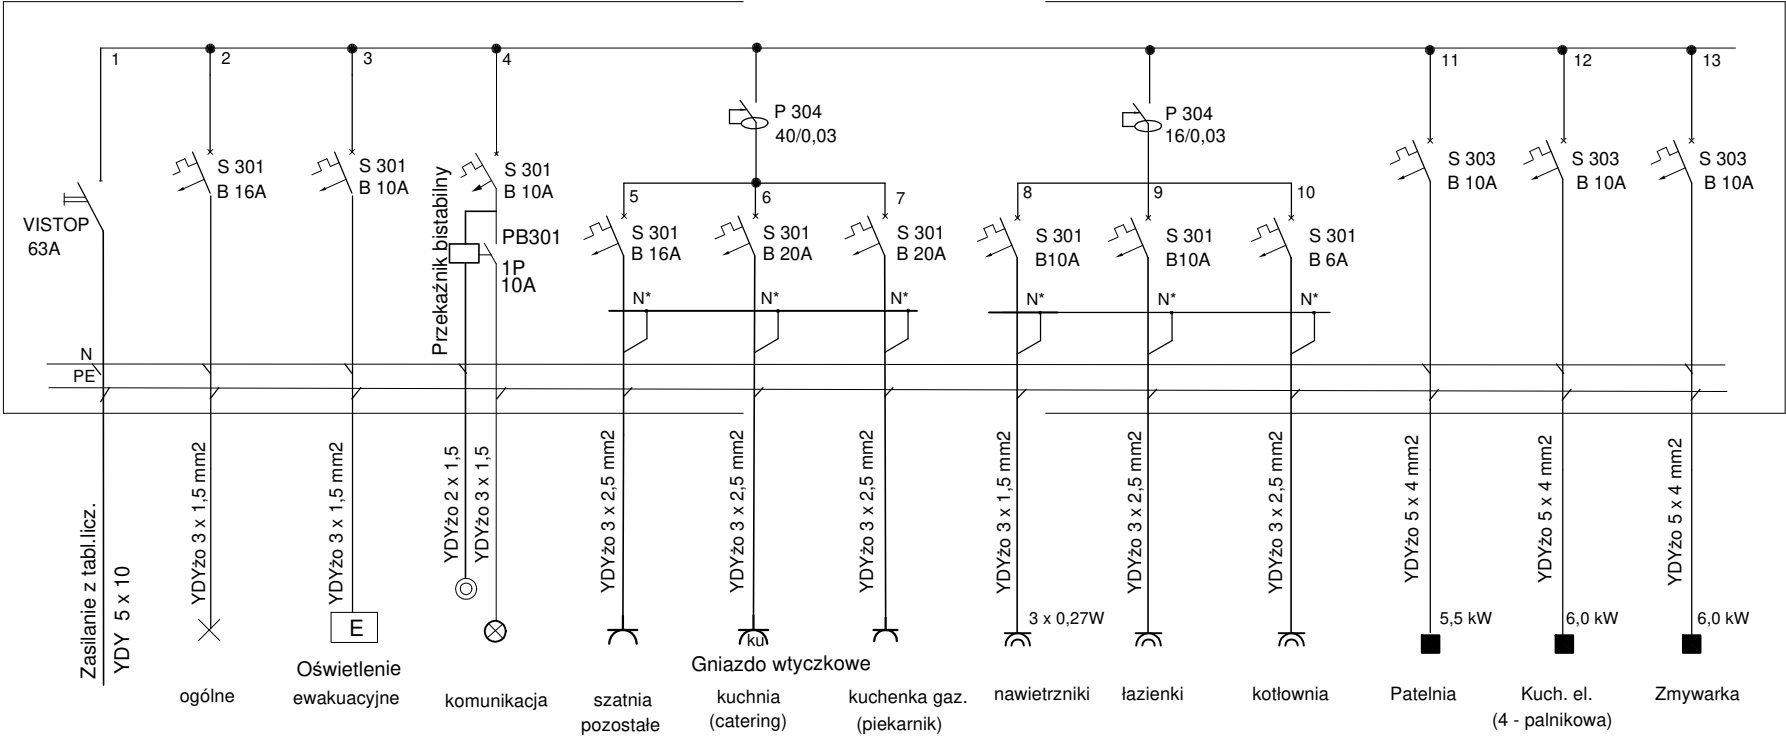 1
2
3
4
11
12
13
P 304
40/0,03
P 304
16/0,03
S 301
B 16A
S 301
B 10A
S 301
B 10A
S 303
B 10A
S 303
B 10A
S 303
B 10A
Przekaźnik bistabilny
5
6
7
8
9
10
VISTOP
63A
PB301
1P
10A
S 301
B 16A
S 301
B 20A
S 301
B 20A
S 301
B10A
S 301
B10A
S 301
B 6A
N*
N*
N*
N*
N*
N*
N
PE
Zasilanie z tabl.licz.
YDY 5 x 10
YDYżo 3 x 1,5 mm2
YDYżo 3 x 1,5 mm2
YDYżo 2 x 1,5
YDYżo 3 x 1,5
YDYżo 3 x 2,5 mm2
YDYżo 3 x 2,5 mm2
YDYżo 3 x 2,5 mm2
YDYżo 3 x 1,5 mm2
YDYżo 3 x 2,5 mm2
YDYżo 3 x 2,5 mm2
YDYżo 5 x 4 mm2
YDYżo 5 x 4 mm2
YDYżo 5 x 4 mm2
E
ku
3 x 0,27W
5,5 kW
6,0 kW
6,0 kW
Gniazdo wtyczkowe
ogólne
Oświetlenie
ewakuacyjne
komunikacja
szatnia
pozostałe
kuchnia
(catering)
kuchenka gaz.
(piekarnik)
nawietrzniki
łazienki
kotłownia
Patelnia
Kuch. el.
(4 - palnikowa)
Zmywarka